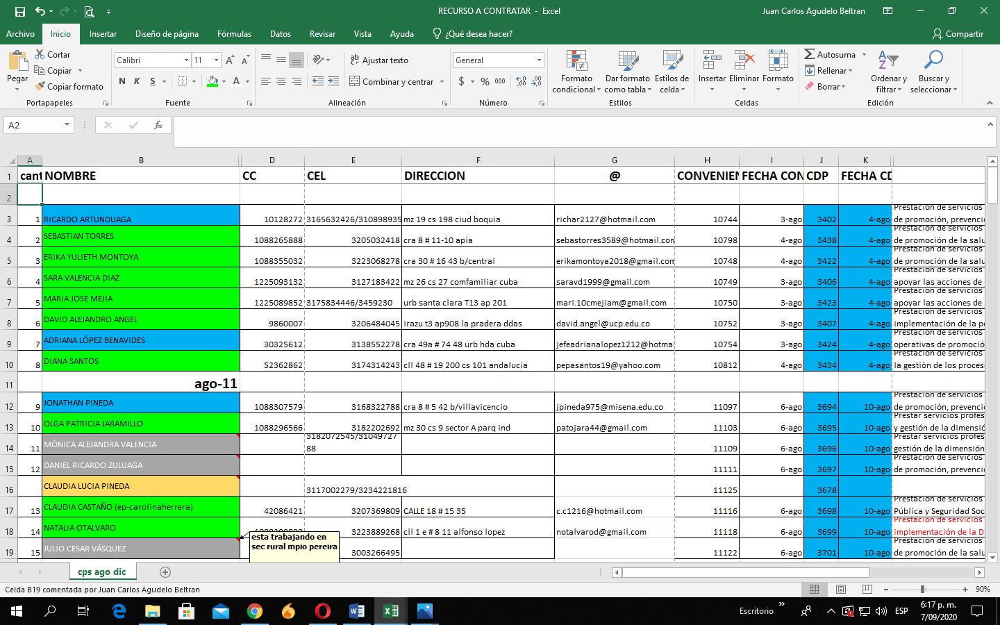 RECURSO A CONTRATAR - Excel
Juan Carlos Agudelo Beltran
Archivo Inicio Insertar Diseño de página Fórmulas Datos Revisar Vista Ayuda ¿Qué desea hacer? Compartir
Pegar
Cortar
Copiar
Copiar formato
Portapapeles
Calibri 11
N K S A
Fuente
Ajustar texto
Combinar y centrar
Alineación
General
$ % 000
Número
Formato condicional
Dar formato como tabla
Estilos de celda
Estilos
Insertar Eliminar Formato
Celdas
Autosuma
Rellenar
Borrar
Ordenar y filtrar
Buscar y seleccionar
Edición
A2 fx
A B D E F G H I J K
1 cant NOMBRE CC CEL DIRECCION @ CONVENIEN FECHA CON CDP FECHA CD
2
3 1 RICARDO ARTUNDUAGA 10128272 3165632426/310898935 mz 19 cs 198 ciud boquia richar2127@hotmail.com 10744 3-ago 3402 4-ago Prestación de servicios de promoción, prevenció
4 2 SEBASTIAN TORRES 1088265888 3205032418 cra 8 # 11-10 apia sebastorres3589@hotmail.com 10798 4-ago 3438 4-ago Prestación de servicios de promoción de la salu
5 3 ERIKA YULIETH MONTOYA 1088355032 3223068278 cra 30 # 16 43 b/central erikamontoya2018@gmail.com 10748 4-ago 3422 4-ago Prestación de servicios de promoción de la salu
6 4 SARA VALENCIA DIAZ 1225093132 3127183422 mz 26 cs 27 comfamiliar cuba saravd1999@gmail.com 10749 3-ago 3406 4-ago Prestación de servicios apoyar las acciones de
7 5 MARIA JOSE MEJIA 1225089852 3175834446/3459230 urb santa clara T13 ap 201 mari.10cmejiam@gmail.com 10750 3-ago 3423 4-ago Prestación de servicios apoyar las acciones de
8 6 DAVID ALEJANDRO ANGEL 9860007 3206484045 irazu t3 ap908 la pradera ddas david.angel@ucp.edu.co 10752 3-ago 3407 4-ago Prestación de servicios implementación de la po
9 7 ADRIANA LÓPEZ BENAVIDES 30325612 3138552278 cra 49a # 74 48 urb hda cuba jefeadrianalopez1212@hotmai 10754 3-ago 3424 4-ago Prestación de servicios operativas de promoció
10 8 DIANA SANTOS 52362862 3174314243 cll 48 # 19 200 cs 101 andalucia pepasantos19@yahoo.com 10812 4-ago 3434 4-ago Prestación de servicios la gestiòn de los proces
11 ago-11
12 9 JONATHAN PINEDA 1088307579 3168322788 cra 8 # 5 42 b/villavicencio jpineda975@misena.edu.co 11097 6-ago 3694 10-ago Prestación de servicios de promoción, prevenció
13 10 OLGA PATRICIA JARAMILLO 1088296566 3182202692 mz 30 cs 9 sector A parq ind patojara44@gmail.com 11103 6-ago 3695 10-ago Prestar servicios profes y gestión de la dimensió
14 11 MÓNICA ALEJANDRA VALENCIA 3182072545/3104972788 11109 6-ago 3696 10-ago Prestar servicios profes gestión de la dimensión
15 12 DANIEL RICARDO ZULUAGA 11111 6-ago 3697 10-ago Prestación de servicios de promoción, prevenció
16 CLAUDIA LUCIA PINEDA 3117002279/3234221816 11125 3678
17 13 CLAUDIA CASTAÑO (ep-carolinaherrera) 42086421 3207369809 CALLE 18 # 15 35 c.c1216@hotmail.com 11116 6-ago 3698 10-ago Prestación de servicios Pública y Seguridad Soc
18 14 NATALIA OTALVARO 3223889268 cll 1 e # 8 11 alfonso lopez notalvarod@gmail.com 11118 6-ago 3699 10-ago Prestación de servicios implementación de la D
19 15 JULIO CESAR VÁSQUEZ 3003266495 11122 6-ago 3701 10-ago Prestación de servicios de promoción de la salu
esta trabajando en
sec rural mpio pereira
cps ago dic
Celda B19 comentada por Juan Carlos Agudelo Beltran
90%
Escritorio
ESP
6:17 p. m.
7/09/2020